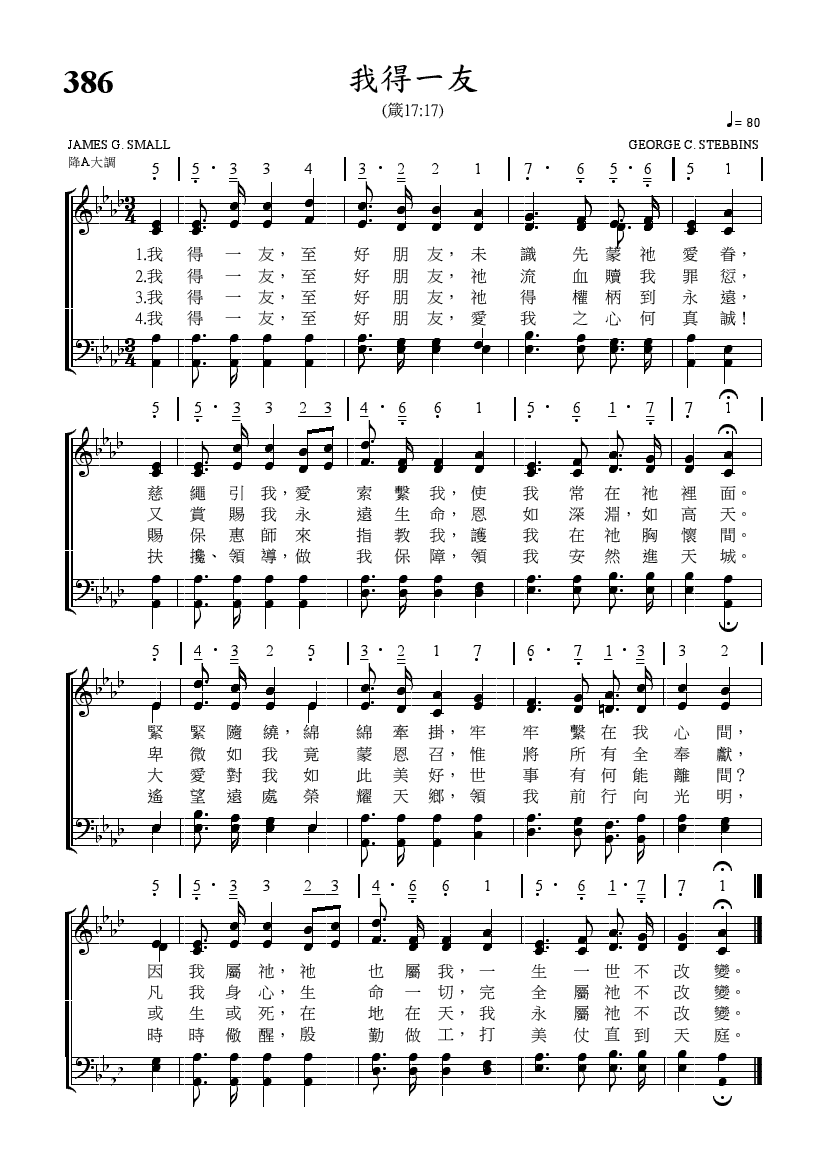 386
我得一友
(箴17:17)
= 80
JAMES G. SMALL
GEORGE C. STEBBINS
降A大調
5 | 5 · 3 3 4 | 3 · 2 2 1 | 7 · 6 5 · 6 | 5 1 |
1.我 得 一 友，至 好 朋 友，未 識 先 蒙 祂 愛 眷，
2.我 得 一 友，至 好 朋 友，祂 流 血 贖 我 罪 愆，
3.我 得 一 友，至 好 朋 友，祂 得 權 柄 到 永 遠，
4.我 得 一 友，至 好 朋 友，愛 我 之 心 何 真 誠！
5 | 5 · 3 3 2 3 | 4 · 6 6 1 | 5 · 6 1 · 7 | 7 1 |
慈 繩 引 我，愛 索 繫 我，使 我 常 在 祂 裡 面。
又 賞 賜 我 永 遠 生 命，恩 如 深 淵，如 高 天。
賜 保 惠 師 來 指 教 我，護 我 在 祂 胸 懷 間。
扶 攙、領 導，做 我 保 障，領 我 安 然 進 天 城。
5 | 4 · 3 2 5 | 3 · 2 1 7 | 6 · 7 1 · 3 | 3 2 |
緊 緊 隨 繞，綿 綿 牽 掛，牢 牢 繫 在 我 心 間，
卑 微 如 我 竟 蒙 恩 召，惟 將 所 有 全 奉 獻，
大 愛 對 我 如 此 美 好，世 事 有 何 能 離 間？
遙 望 遠 處 榮 耀 天 鄉，領 我 前 行 向 光 明，
5 | 5 · 3 3 2 3 | 4 · 6 6 1 | 5 · 6 1 · 7 | 7 1
因 我 屬 祂，祂 也 屬 我，一 生 一 世 不 改 變。
凡 我 身 心，生 命 一 切，完 全 屬 祂 不 改 變。
或 生 或 死，在 地 在 天，我 永 屬 祂 不 改 變。
時 時 儆 醒，殷 勤 做 工，打 美 仗 直 到 天 庭。